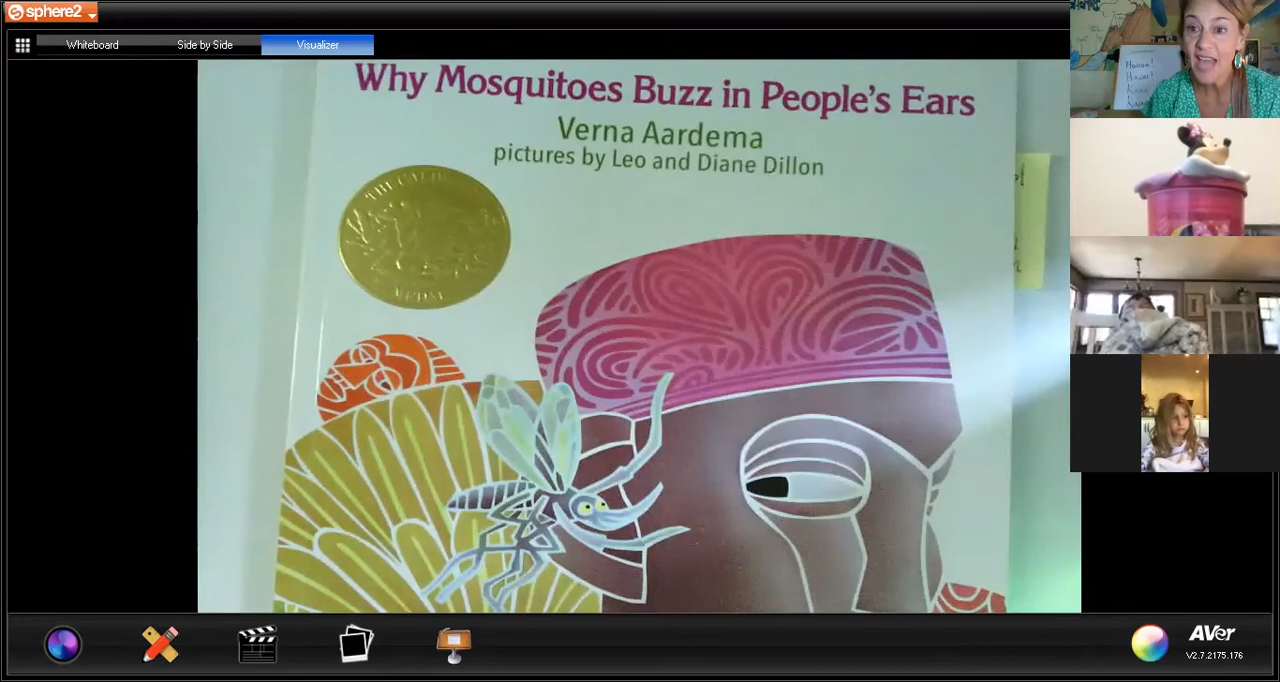 sphere2
Whiteboard
Side by Side
Visualizer
Why Mosquitoes Buzz in People's Ears
Verna Aardema
pictures by Leo and Diane Dillon
MEDAL
AVer
V2.7.2175.176